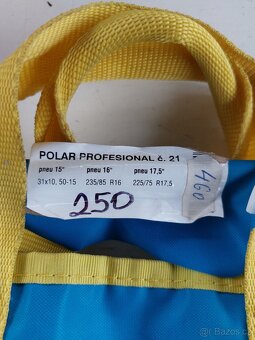 POLAR PROFESIONAL č. 21
pneu 15" pneu 16" pneu 17,5"
31x10, 50-15 235/85 R16 225/75 R17,5
250
460